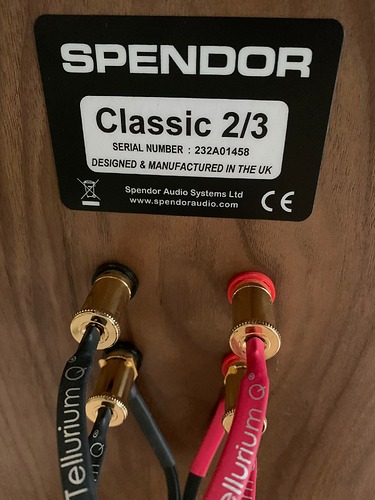 SPENDOR
Classic 2/3
SERIAL NUMBER : 232A01458
DESIGNED & MANUFACTURED IN THE UK
Spendor Audio Systems Ltd
www.spendoraudio.com
CE
Tellurium Q®
Tellurium Q®